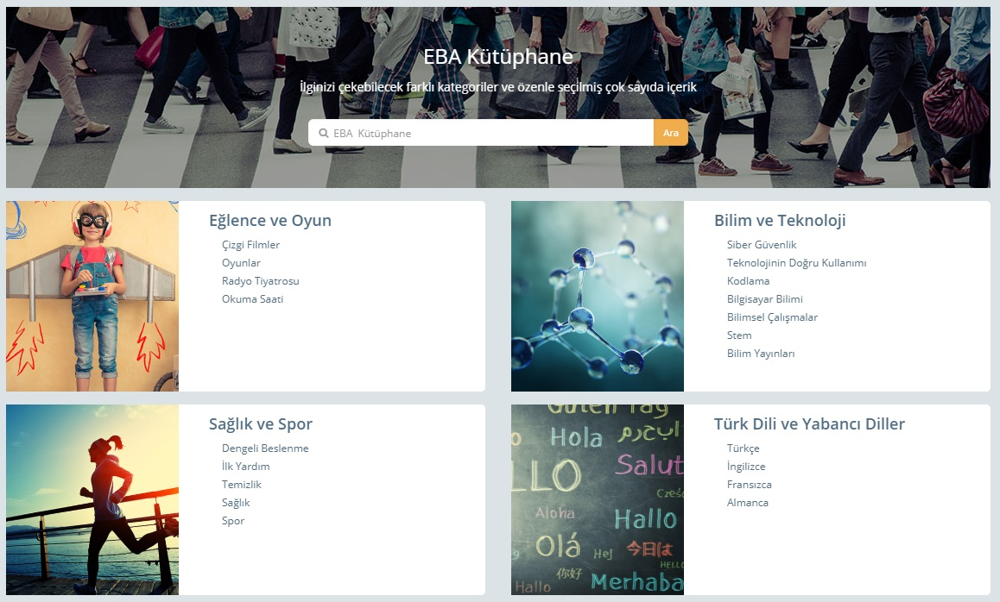 EBA Kütüphane
İlginizi çekebilecek farklı kategoriler ve özenle seçilmiş çok sayıda içerik
EBA Kütüphane
Ara
Eğlence ve Oyun
Çizgi Filmler
Oyunlar
Radyo Tiyatrosu
Okuma Saati
Bilim ve Teknoloji
Siber Güvenlik
Teknolojinin Doğru Kullanımı
Kodlama
Bilgisayar Bilimi
Bilimsel Çalışmalar
Stem
Bilim Yayınları
Sağlık ve Spor
Dengeli Beslenme
İlk Yardım
Temizlik
Sağlık
Spor
Guten Tag
Hola
LLO
Salut
Cześć
Aloha
Hallo
Olá
Hej
今日は
HELLO
你好
Hallo
Merhaba
Türk Dili ve Yabancı Diller
Türkçe
İngilizce
Fransızca
Almanca